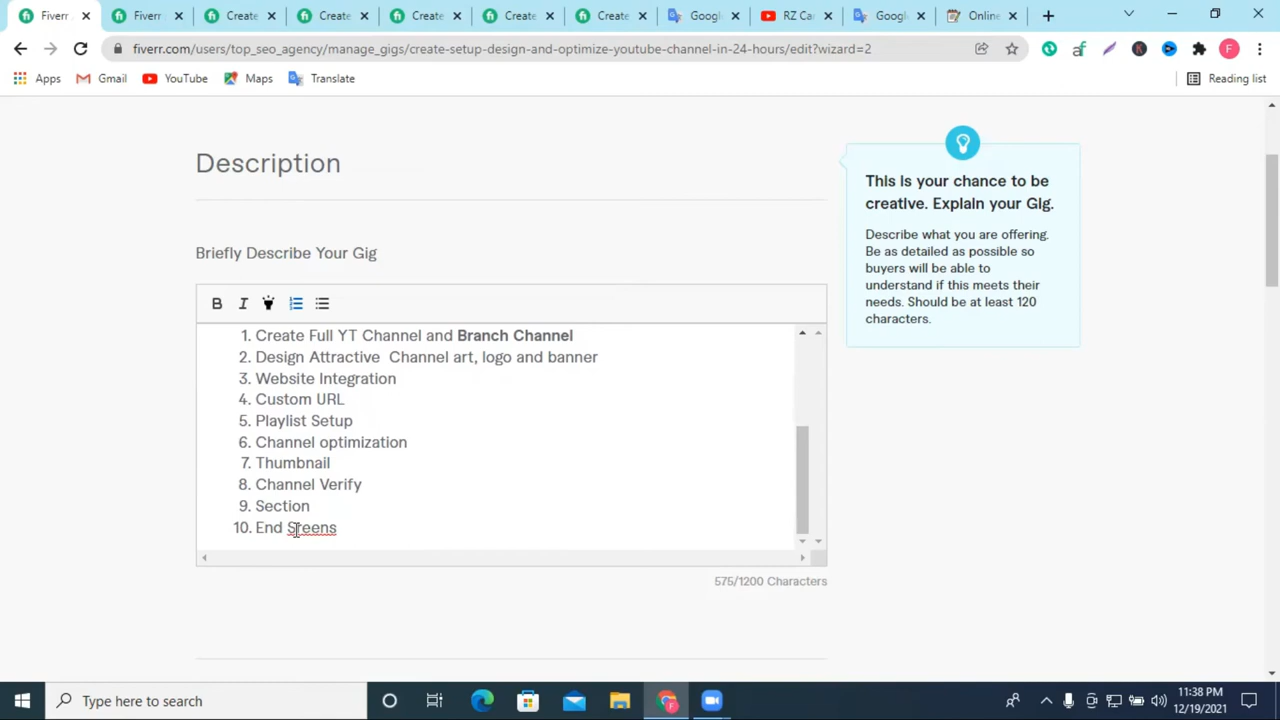 Fiverr
Fiverr
Create
Create
Create
Create
Create
Google
RZ Ca
Google
Online
fiverr.com/users/top_seo_agency/manage_gigs/create-setup-design-and-optimize-youtube-channel-in-24-hours/edit?wizard=2
af
F
Apps
Gmail
YouTube
Maps
Translate
Reading list
Description
This is your chance to be
creative. Explain your Gig.
Describe what you are offering.
Be as detailed as possible so
buyers will be able to
understand if this meets their
needs. Should be at least 120
characters.
Briefly Describe Your Gig
B I
1. Create Full YT Channel and Branch Channel
2. Design Attractive Channel art, logo and banner
3. Website Integration
4. Custom URL
5. Playlist Setup
6. Channel optimization
7. Thumbnail
8. Channel Verify
9. Section
10. End Sreens
575/1200 Characters
Type here to search
11:38 PM
12/19/2021